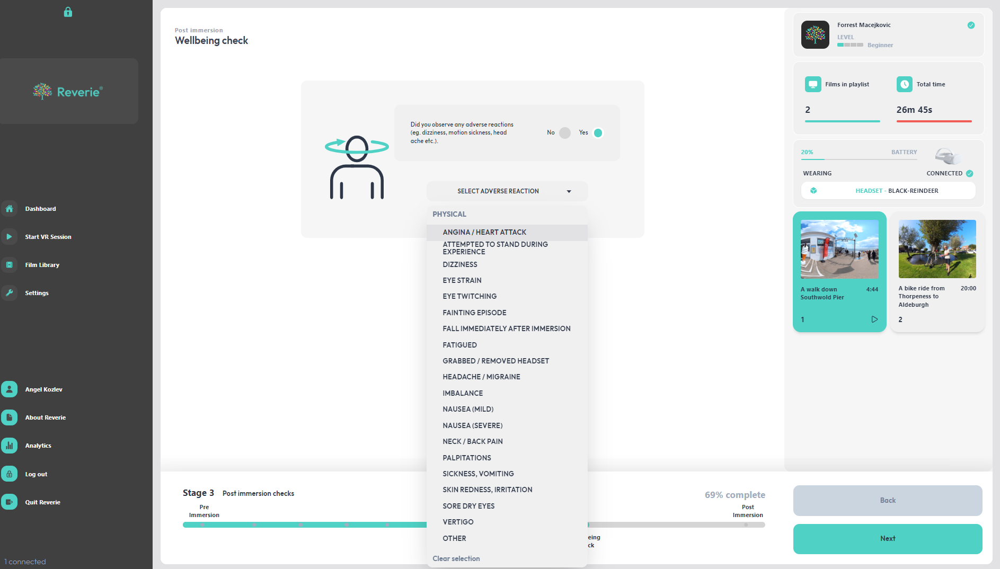 Reverie®
Dashboard
Start VR Session
Film Library
Settings
Angel Kozlev
About Reverie
Analytics
Log out
Quit Reverie
1 connected
Post immersion
Wellbeing check
Did you observe any adverse reactions
(eg. dizziness, motion sickness, head
ache etc.).
No
Yes
SELECT ADVERSE REACTION
PHYSICAL
ANGINA / HEART ATTACK
ATTEMPTED TO STAND DURING
EXPERIENCE
DIZZINESS
EYE STRAIN
EYE TWITCHING
FAINTING EPISODE
FALL IMMEDIATELY AFTER IMMERSION
FATIGUED
GRABBED / REMOVED HEADSET
HEADACHE / MIGRAINE
IMBALANCE
NAUSEA (MILD)
NAUSEA (SEVERE)
NECK / BACK PAIN
PALPITATIONS
SICKNESS, VOMITING
SKIN REDNESS, IRRITATION
SORE DRY EYES
VERTIGO
OTHER
Clear selection
Stage 3 Post immersion checks
69% complete
Pre
Immersion
Post
Immersion
eing
ck
Forrest Macejkovic
LEVEL
Beginner
Films in playlist
2
Total time
26m 45s
20% BATTERY
WEARING CONNECTED
HEADSET - BLACK-REINDEER
A walk down 4:44
Southwold Pier
1
A bike ride from 20:00
Thorpeness to
Aldeburgh
2
Back
Next